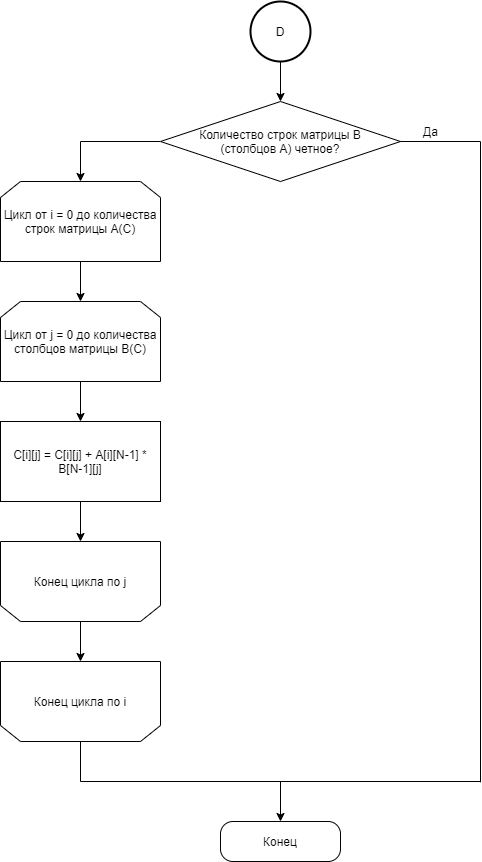 D
Количество строк матрицы B
(столбцов A) четное?
Да
Цикл от i = 0 до количества
строк матрицы A(C)
Цикл от j = 0 до количества
столбцов матрицы B(C)
C[i][j] = C[i][j] + A[i][N-1] *
B[N-1][j]
Конец цикла по j
Конец цикла по i
Конец